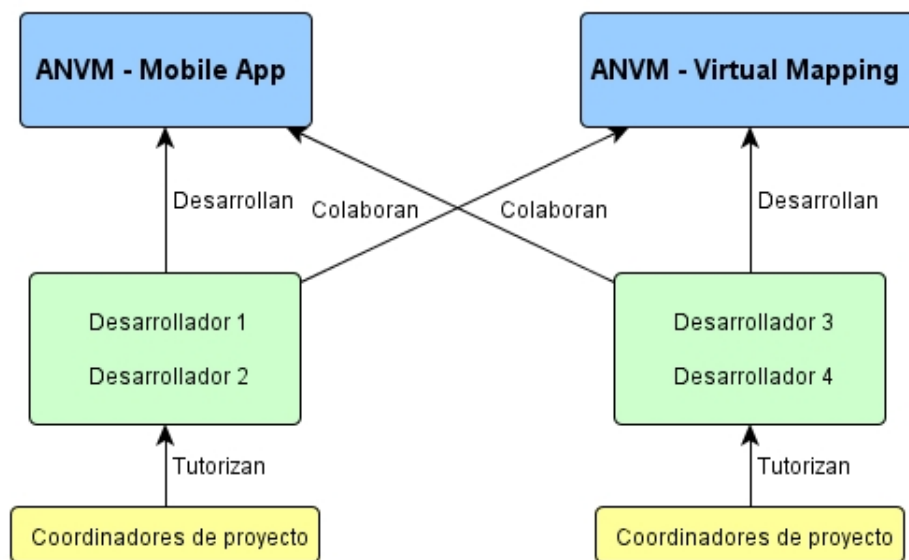 ANVM - Mobile App
ANVM - Virtual Mapping
Desarrollan
Colaboran
Colaboran
Desarrollan
Desarrollador 1
Desarrollador 2
Desarrollador 3
Desarrollador 4
Tutorizan
Tutorizan
Coordinadores de proyecto
Coordinadores de proyecto